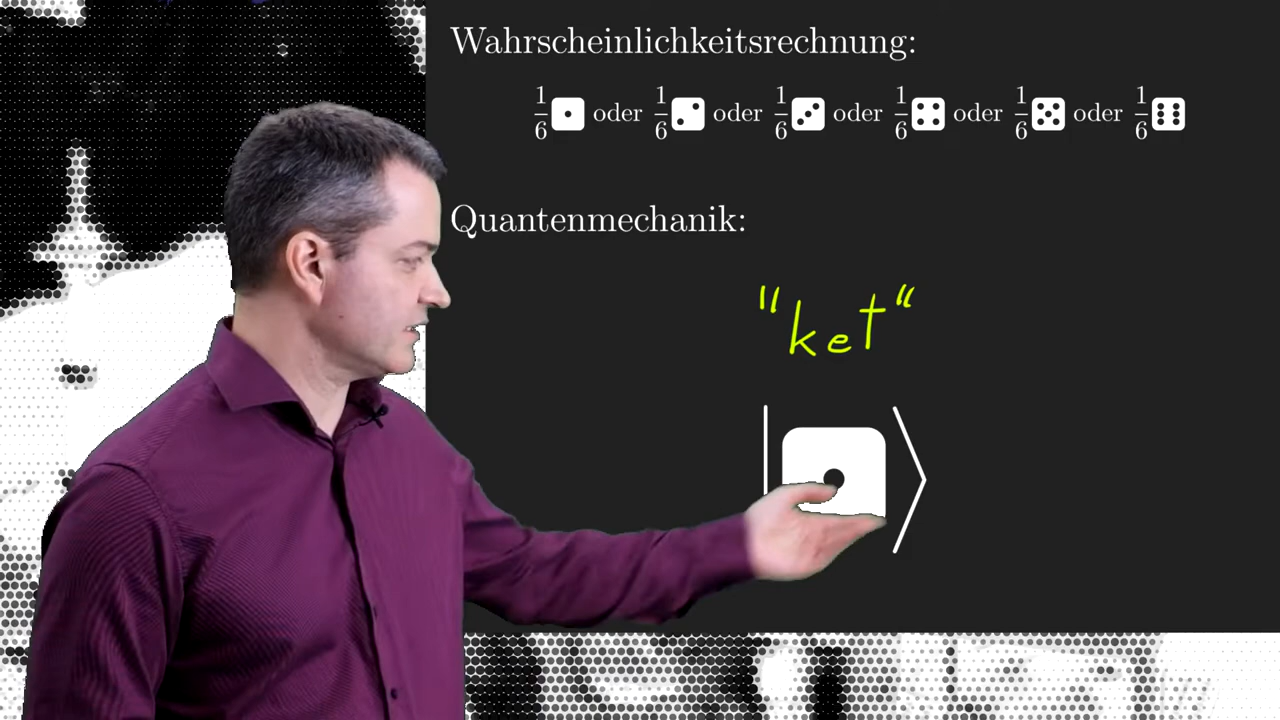 Wahrscheinlichkeitsrechnung:
1/6 ⚀ oder 1/6 ⚁ oder 1/6 ⚂ oder 1/6 ⚃ oder 1/6 ⚄ oder 1/6 ⚅
Quantenmechanik:
"ket“
|⚀⟩